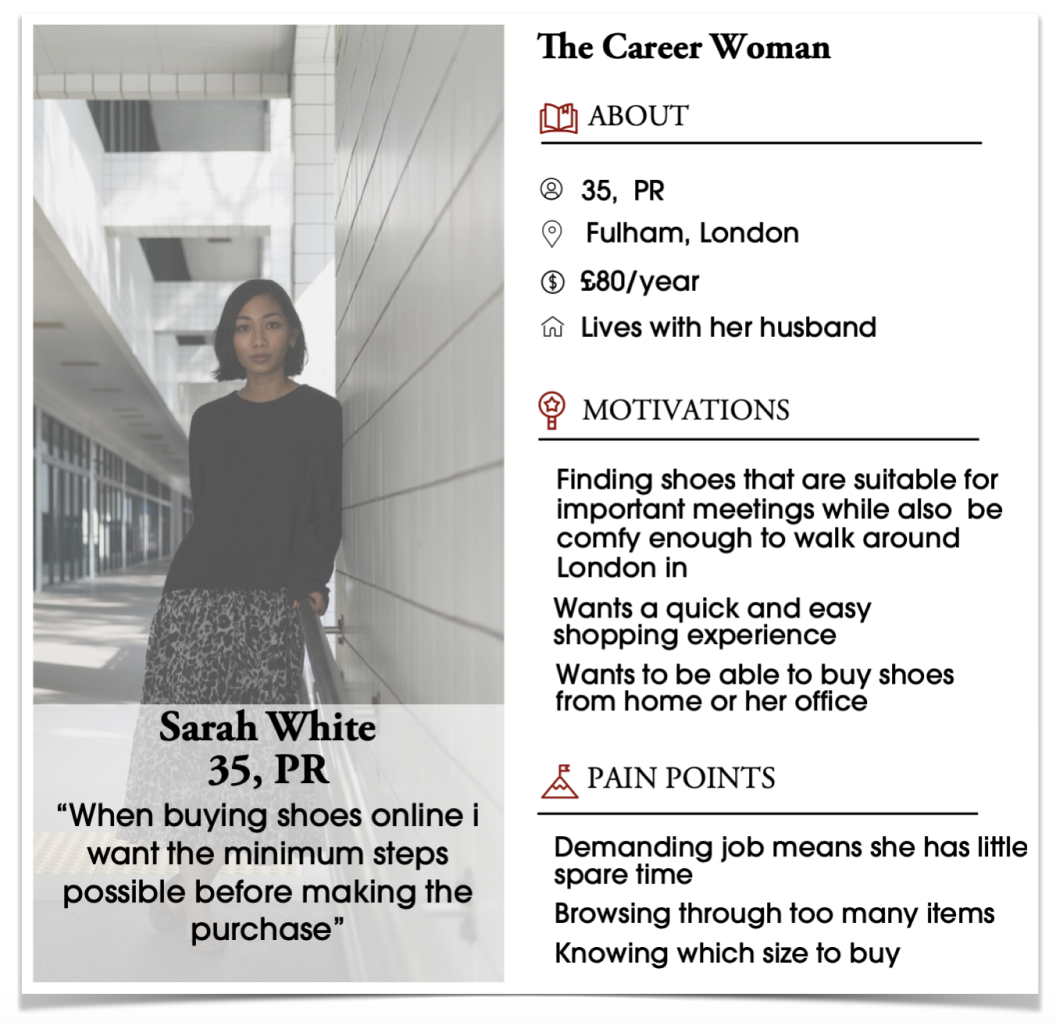 Sarah White
35, PR
“When buying shoes online i
want the minimum steps
possible before making the
purchase”
The Career Woman
ABOUT
35, PR
Fulham, London
£80/year
Lives with her husband
MOTIVATIONS
Finding shoes that are suitable for
important meetings while also be
comfy enough to walk around
London in
Wants a quick and easy
shopping experience
Wants to be able to buy shoes
from home or her office
PAIN POINTS
Demanding job means she has little
spare time
Browsing through too many items
Knowing which size to buy